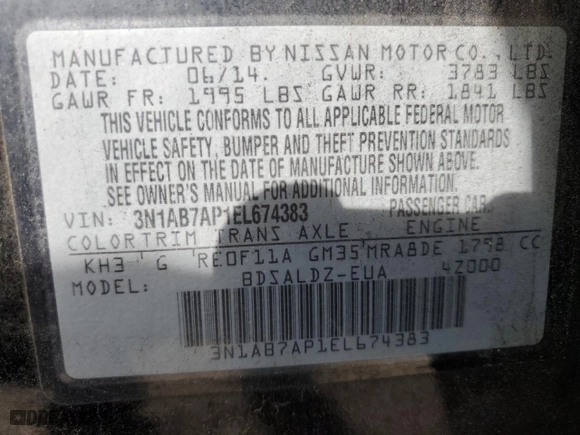 MANUFACTURED BY NISSAN MOTOR CO., LTD.
DATE: 06/14. GVWR: 3783 LBS
GAWR FR: 1995 LBS GAWR RR: 1841 LBS
THIS VEHICLE CONFORMS TO ALL APPLICABLE FEDERAL MOTOR
VEHICLE SAFETY, BUMPER AND THEFT PREVENTION STANDARDS
IN EFFECT ON THE DATE OF MANUFACTURE SHOWN ABOVE.
SEE OWNER'S MANUAL FOR ADDITIONAL INFORMATION.
VIN: 3N1AB7AP1EL674383 PASSENGER CAR
COLOR TRIM TRANS AXLE ENGINE
KH3 G RE0F11A GM35 MRA8DE 1798 CC
MODEL: BDSALDZ-EUA 4Z000
3N1AB7AP1EL674383